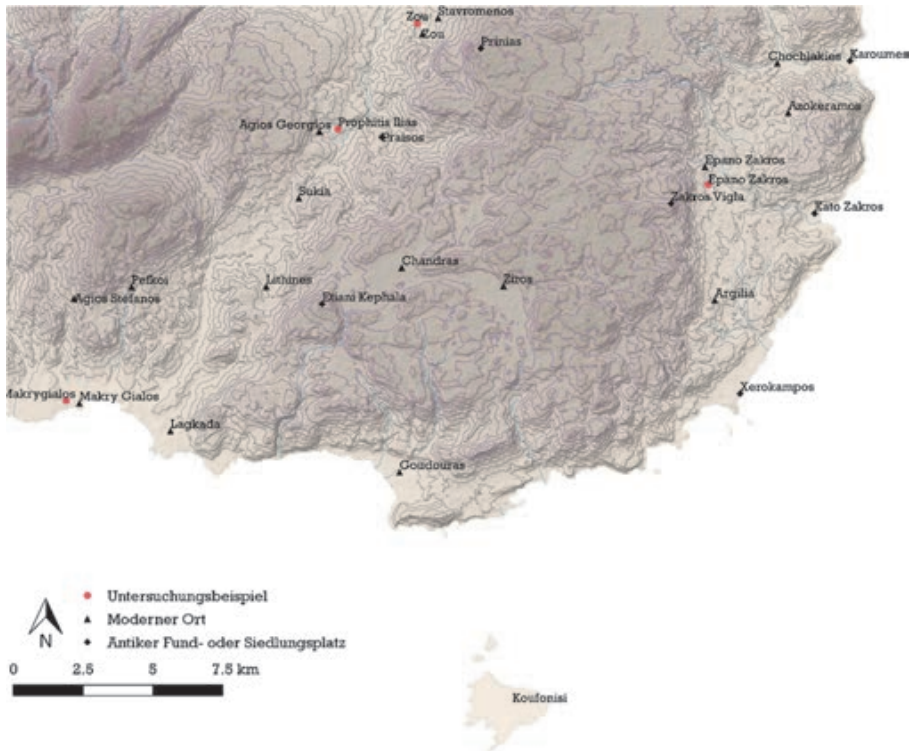 Stavromenos
Zou
Zou
Prinias
Chochlakies
Karoumes
Azokeramos
Agios Georgios
Prophitis Ilias
Praisos
Epano Zakros
Epano Zakros
Sukia
Zakros Vigla
Kato Zakros
Chandras
Pefkos
Lithines
Ziros
Agios Stefanos
Etiani Kephala
Argilia
Makrygialos
Makry Gialos
Xerokampos
Lagkada
Goudouras
N
Untersuchungsbeispiel
Moderner Ort
Antiker Fund- oder Siedlungsplatz
0 2.5 5 7.5 km
Koufonisi